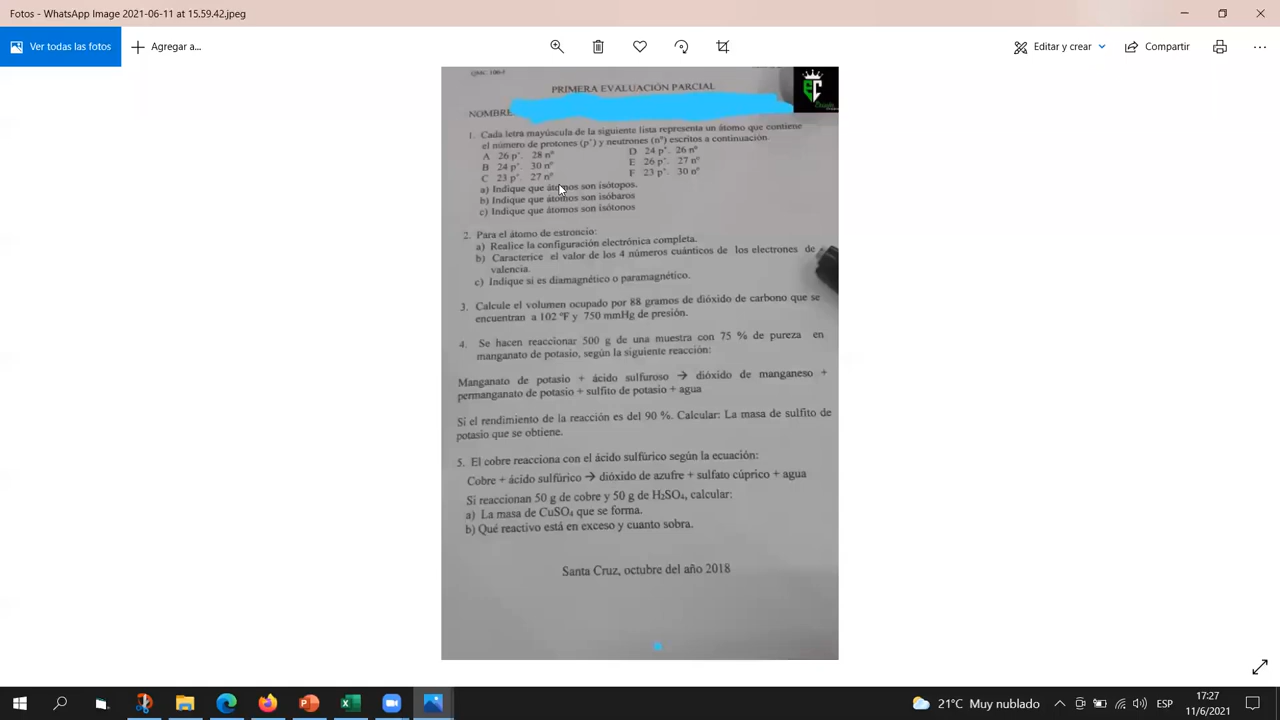 Fotos - WhatsApp Image 2021-06-11 at 15.59.42.jpeg
Ver todas las fotos
Agregar a...
Editar y crear
Compartir
PRIMERA EVALUACIÓN PARCIAL
NOMBRE
1. Cada letra mayúscula de la siguiente lista representa un átomo que contiene
el número de protones (p⁺) y neutrones (nº) escritos a continuación.
A 26 p⁺. 28 nº D 24 p⁺. 26 nº
B 24 p⁺. 30 nº E 26 p⁺. 27 nº
C 23 p⁺. 27 nº F 23 p⁺. 30 nº
a) Indique que átomos son isótopos.
b) Indique que átomos son isóbaros
c) Indique que átomos son isótonos
2. Para el átomo de estroncio:
a) Realice la configuración electrónica completa.
b) Caracterice el valor de los 4 números cuánticos de los electrones de
valencia.
c) Indique si es diamagnético o paramagnético.
3. Calcule el volumen ocupado por 88 gramos de dióxido de carbono que se
encuentran a 102 ºF y 750 mmHg de presión.
4. Se hacen reaccionar 500 g de una muestra con 75 % de pureza en
manganato de potasio, según la siguiente reacción:
Manganato de potasio + ácido sulfuroso → dióxido de manganeso +
permanganato de potasio + sulfito de potasio + agua
Si el rendimiento de la reacción es del 90 %. Calcular: La masa de sulfito de
potasio que se obtiene.
5. El cobre reacciona con el ácido sulfúrico según la ecuación:
Cobre + ácido sulfúrico → dióxido de azufre + sulfato cúprico + agua
Si reaccionan 50 g de cobre y 50 g de H₂SO₄, calcular:
a) La masa de CuSO₄ que se forma.
b) Qué reactivo está en exceso y cuanto sobra.
Santa Cruz, octubre del año 2018
21°C Muy nublado
ESP
17:27
11/6/2021